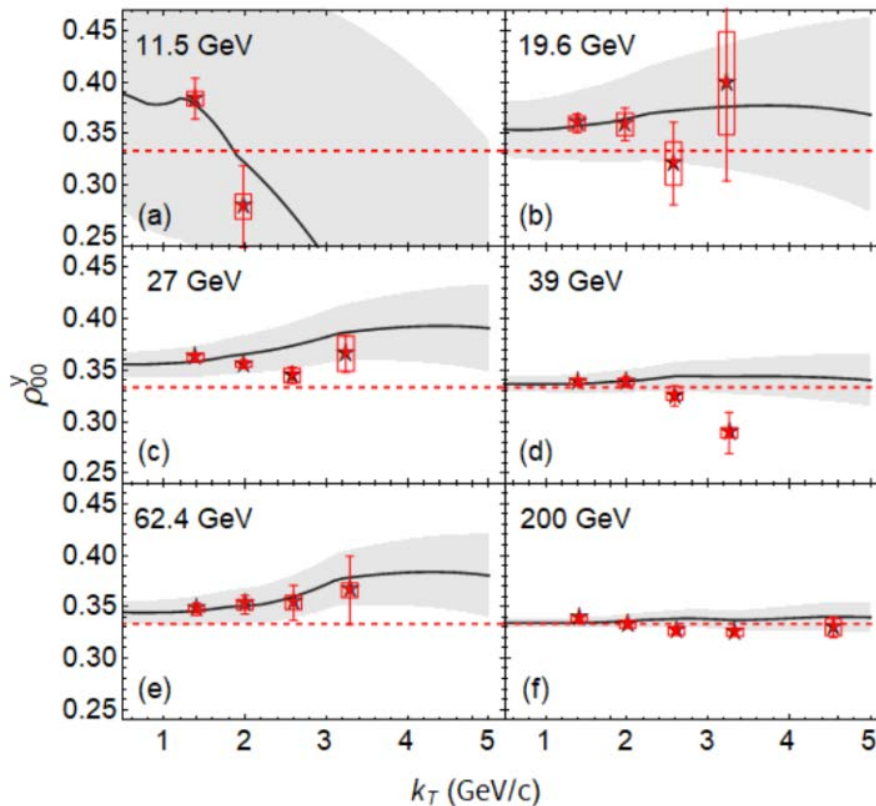 11.5 GeV
19.6 GeV
0.45
0.40
0.35
0.30
0.25
(a)
(b)
27 GeV
39 GeV
0.45
0.40
0.35
0.30
0.25
(c)
(d)
62.4 GeV
200 GeV
0.45
0.40
0.35
0.30
0.25
(e)
(f)
ρ^y_00
1 2 3 4 5 1 2 3 4 5
k_T (GeV/c)